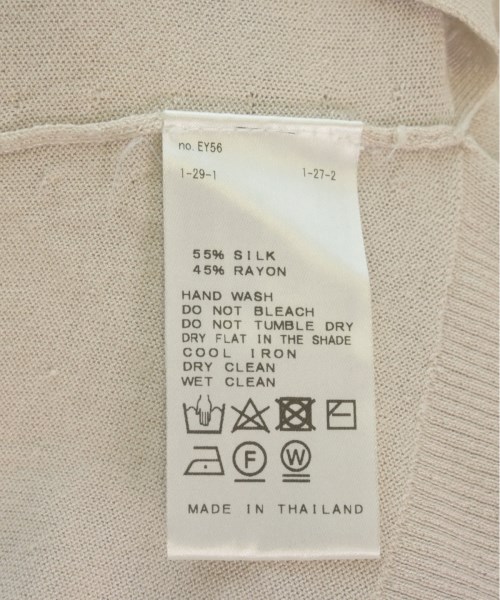 no. EY56
1-29-1 1-27-2
55% SILK
45% RAYON
HAND WASH
DO NOT BLEACH
DO NOT TUMBLE DRY
DRY FLAT IN THE SHADE
COOL IRON
DRY CLEAN
WET CLEAN
F W
MADE IN THAILAND